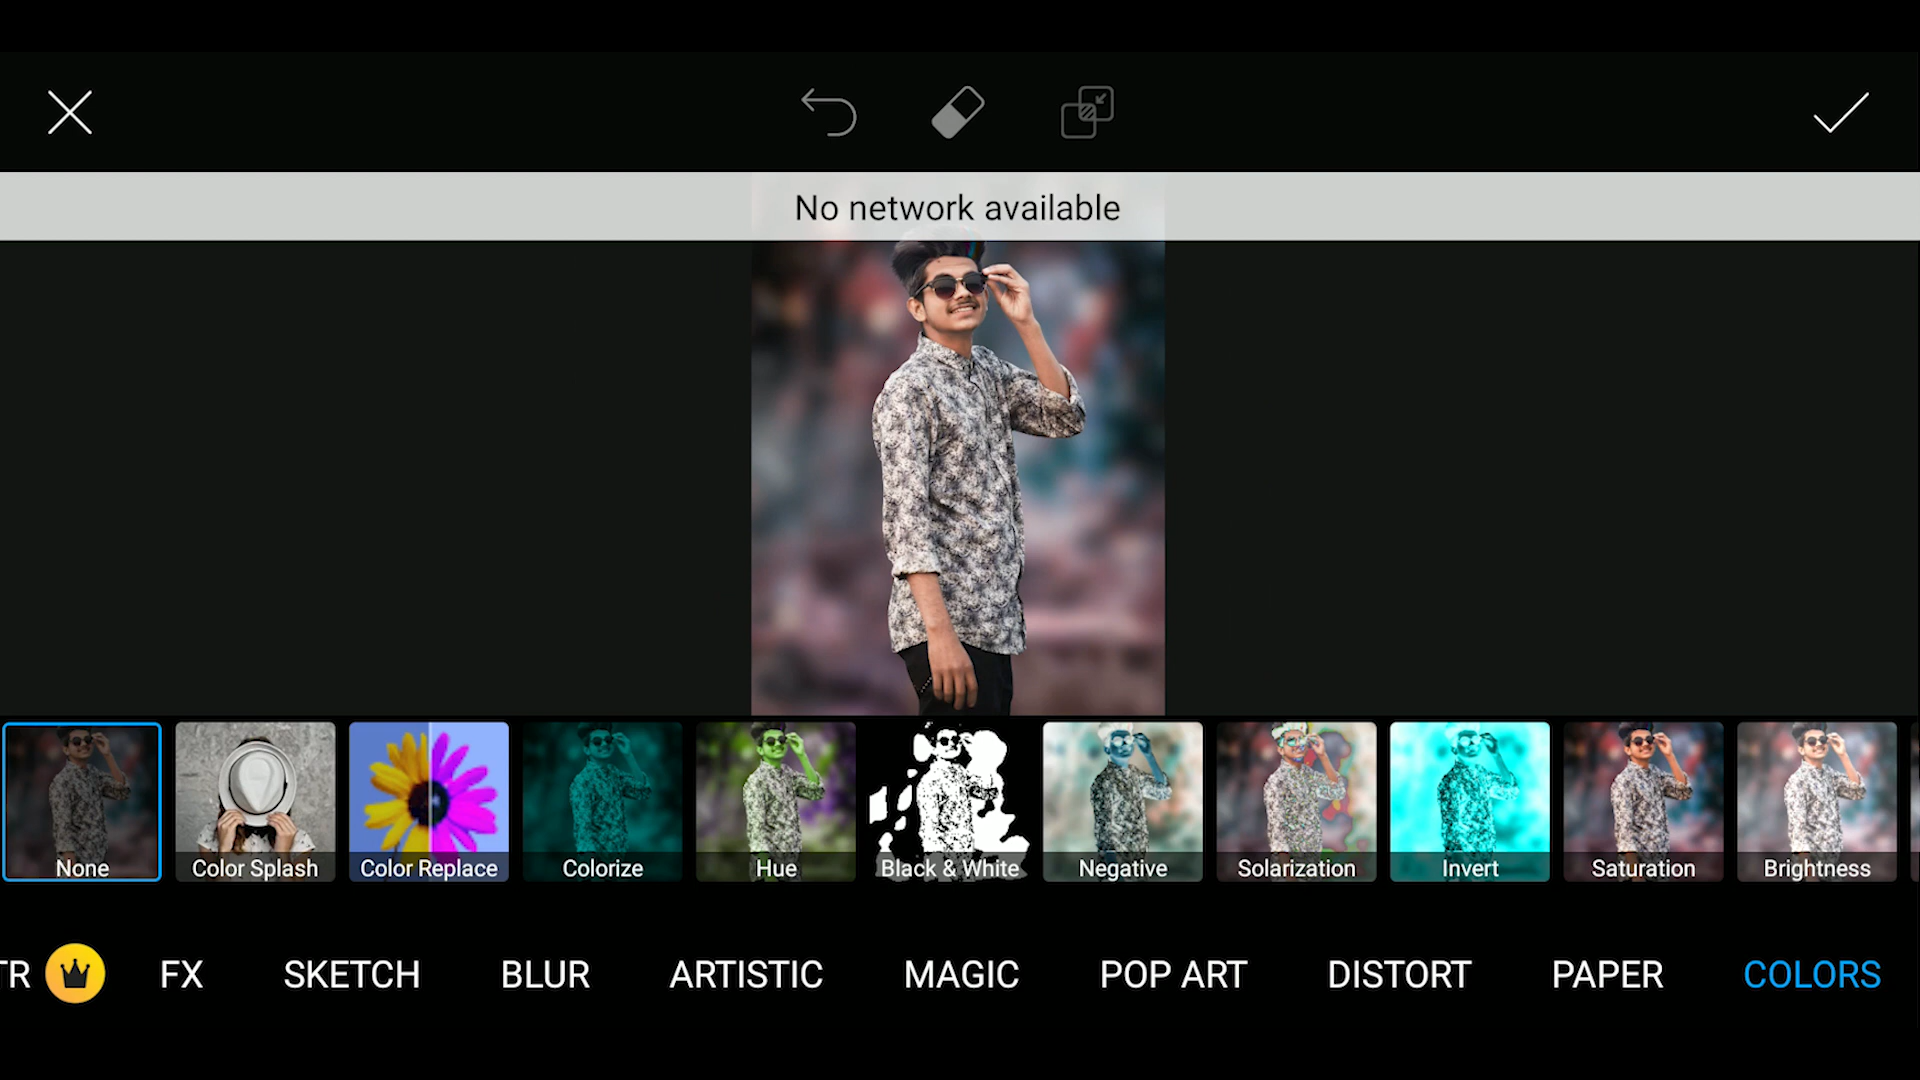 No network available
None
Color Splash
Color Replace
Colorize
Hue
Black & White
Negative
Solarization
Invert
Saturation
Brightness
TR FX SKETCH BLUR ARTISTIC MAGIC POP ART DISTORT PAPER COLORS